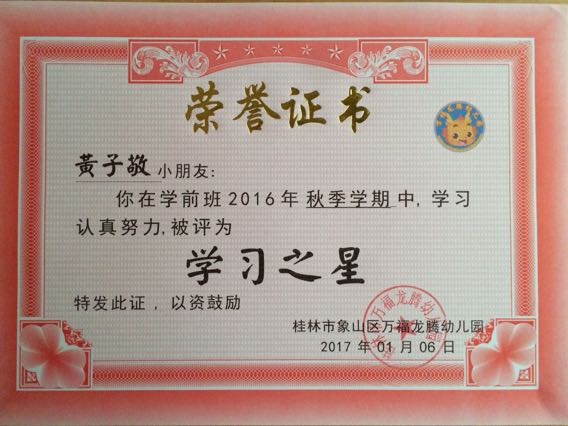 荣誉证书
黄子敬 小朋友:
你在学前班2016年 秋季学期 中,学习
认真努力,被评为
学习之星
特发此证，以资鼓励
桂林市象山区万福龙腾幼儿园
2017 年 01 月 06 日